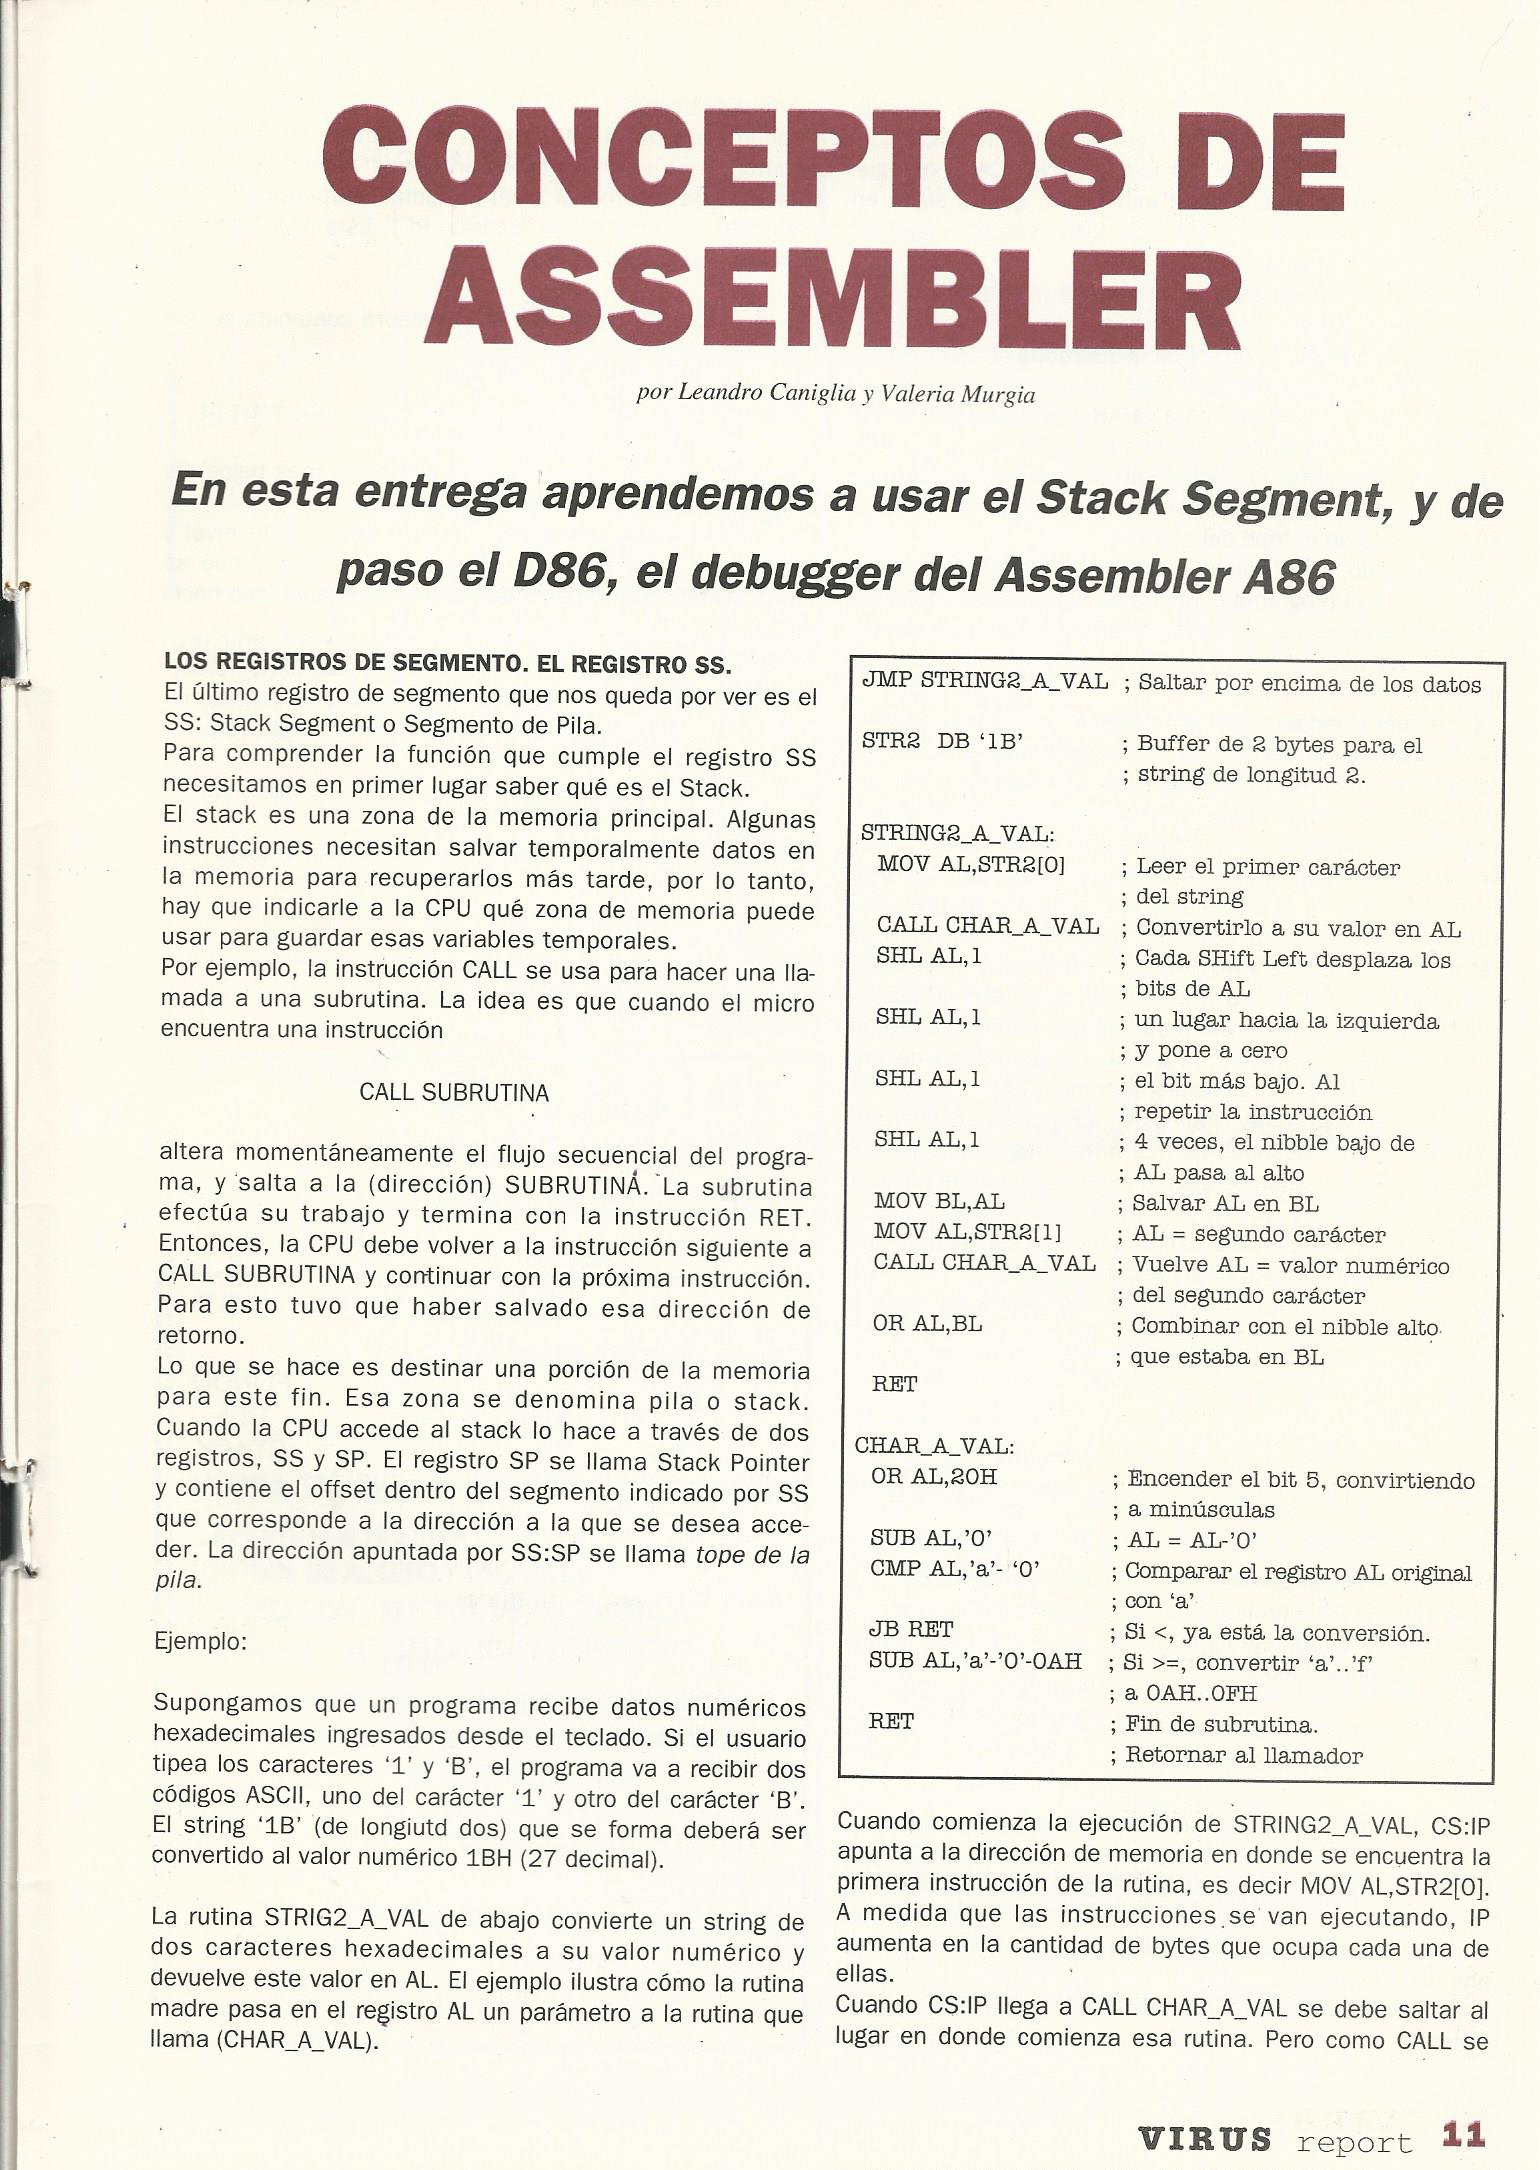 CONCEPTOS DE
ASSEMBLER
por Leandro Caniglia y Valeria Murgia
En esta entrega aprendemos a usar el Stack Segment, y de
paso el D86, el debugger del Assembler A86
LOS REGISTROS DE SEGMENTO. EL REGISTRO SS.
El último registro de segmento que nos queda por ver es el
SS: Stack Segment o Segmento de Pila.
Para comprender la función que cumple el registro SS
necesitamos en primer lugar saber qué es el Stack.
El stack es una zona de la memoria principal. Algunas
instrucciones necesitan salvar temporalmente datos en
la memoria para recuperarlos más tarde, por lo tanto,
hay que indicarle a la CPU qué zona de memoria puede
usar para guardar esas variables temporales.
Por ejemplo, la instrucción CALL se usa para hacer una lla-
mada a una subrutina. La idea es que cuando el micro
encuentra una instrucción
CALL SUBRUTINA
altera momentáneamente el flujo secuencial del progra-
ma, y salta a la (dirección) SUBRUTINA. La subrutina
efectúa su trabajo y termina con la instrucción RET.
Entonces, la CPU debe volver a la instrucción siguiente a
CALL SUBRUTINA y continuar con la próxima instrucción.
Para esto tuvo que haber salvado esa dirección de
retorno.
Lo que se hace es destinar una porción de la memoria
para este fin. Esa zona se denomina pila o stack.
Cuando la CPU accede al stack lo hace a través de dos
registros, SS y SP. El registro SP se llama Stack Pointer
y contiene el offset dentro del segmento indicado por SS
que corresponde a la dirección a la que se desea acce-
der. La dirección apuntada por SS:SP se llama tope de la
pila.
Ejemplo:
Supongamos que un programa recibe datos numéricos
hexadecimales ingresados desde el teclado. Si el usuario
tipea los caracteres ‘1’ y ‘B’, el programa va a recibir dos
códigos ASCII, uno del carácter ‘1’ y otro del carácter ‘B’.
El string ‘1B’ (de longiutd dos) que se forma deberá ser
convertido al valor numérico 1BH (27 decimal).
La rutina STRIG2_A_VAL de abajo convierte un string de
dos caracteres hexadecimales a su valor numérico y
devuelve este valor en AL. El ejemplo ilustra cómo la rutina
madre pasa en el registro AL un parámetro a la rutina que
llama (CHAR_A_VAL).
JMP STRING2_A_VAL ; Saltar por encima de los datos
STR2 DB ‘1B’ ; Buffer de 2 bytes para el
; string de longitud 2.
STRING2_A_VAL:
MOV AL,STR2[0] ; Leer el primer carácter
; del string
CALL CHAR_A_VAL ; Convertirlo a su valor en AL
SHL AL,1 ; Cada SHift Left desplaza los
; bits de AL
SHL AL,1 ; un lugar hacia la izquierda
; y pone a cero
SHL AL,1 ; el bit más bajo. Al
; repetir la instrucción
SHL AL,1 ; 4 veces, el nibble bajo de
; AL pasa al alto
MOV BL,AL ; Salvar AL en BL
MOV AL,STR2[1] ; AL = segundo carácter
CALL CHAR_A_VAL ; Vuelve AL = valor numérico
; del segundo carácter
OR AL,BL ; Combinar con el nibble alto
; que estaba en BL
RET
CHAR_A_VAL:
OR AL,20H ; Encender el bit 5, convirtiendo
; a minúsculas
SUB AL,’0’ ; AL = AL-’0’
CMP AL,’a’- ‘0’ ; Comparar el registro AL original
; con ‘a’
JB RET ; Si <, ya está la conversión.
SUB AL,’a’-’0’-0AH ; Si >=, convertir ‘a’..’f’
; a 0AH..0FH
RET ; Fin de subrutina.
; Retornar al llamador
Cuando comienza la ejecución de STRING2_A_VAL, CS:IP
apunta a la dirección de memoria en donde se encuentra la
primera instrucción de la rutina, es decir MOV AL,STR2[0].
A medida que las instrucciones se van ejecutando, IP
aumenta en la cantidad de bytes que ocupa cada una de
ellas.
Cuando CS:IP llega a CALL CHAR_A_VAL se debe saltar al
lugar en donde comienza esa rutina. Pero como CALL se
VIRUS report 11